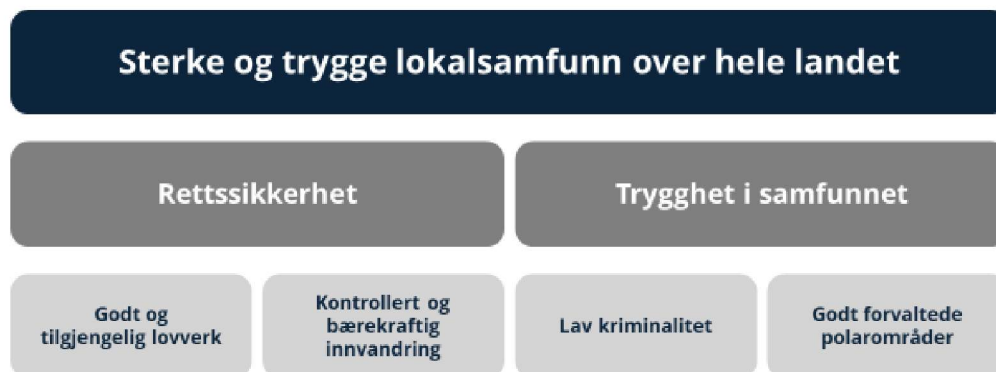 Sterke og trygge lokalsamfunn over hele landet
Rettssikkerhet
Trygghet i samfunnet
Godt og
tilgjengelig lovverk
Kontrollert og
bærekraftig
innvandring
Lav kriminalitet
Godt forvaltede
polarområder